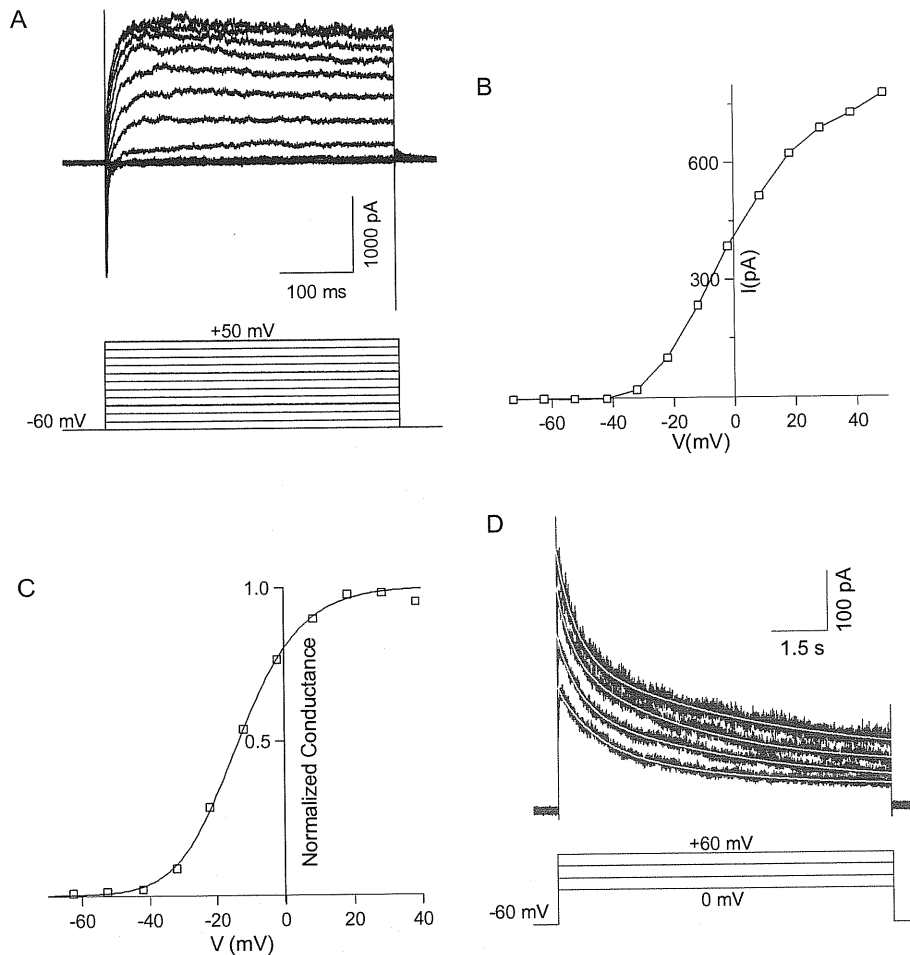 A
1000 pA
100 ms
+50 mV
-60 mV
B
600
300
I(pA)
-60 -40 -20 0 20 40
V(mV)
C
1.0
0.5
Normalized Conductance
-60 -40 -20 0 20 40
V (mV)
D
100 pA
1.5 s
+60 mV
0 mV
-60 mV